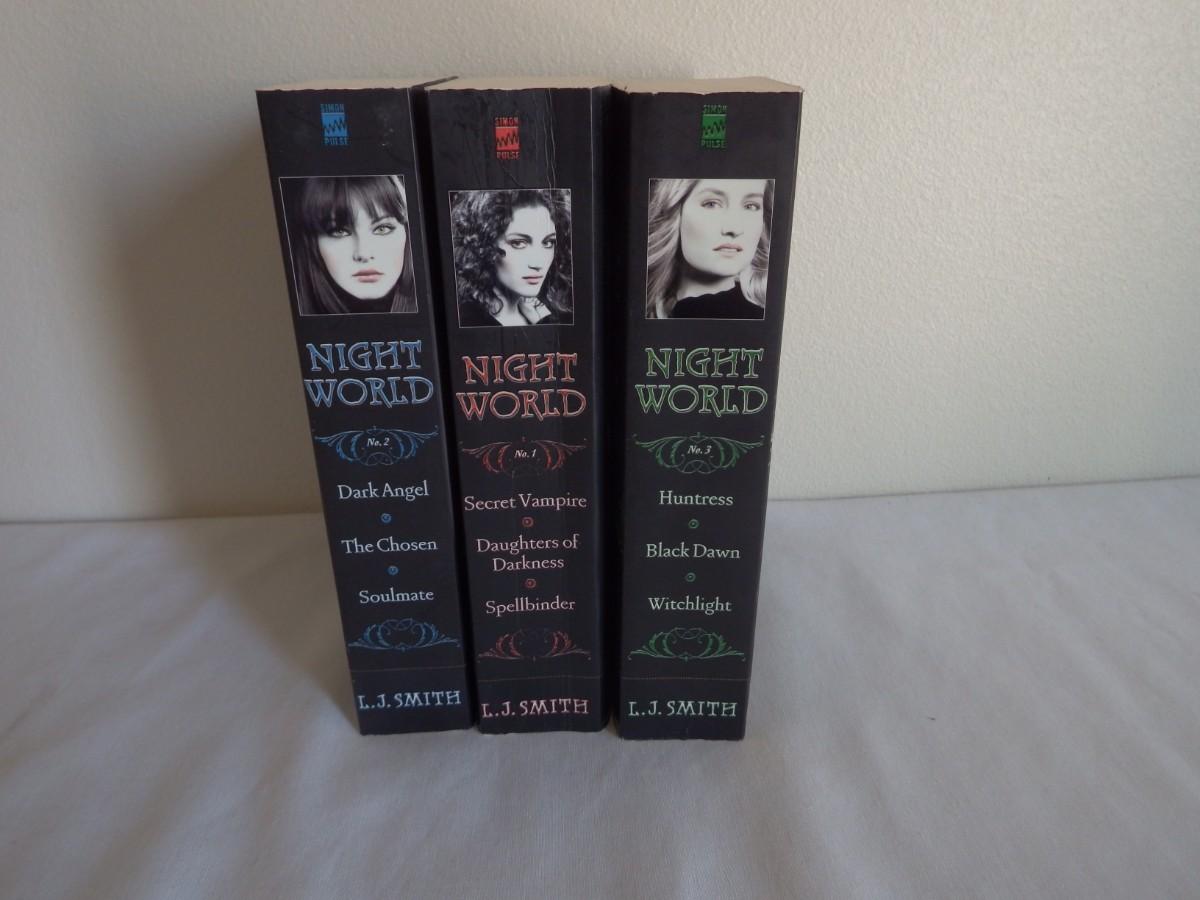 SIMON
PULSE
NIGHT
WORLD
No. 2
Dark Angel
The Chosen
Soulmate
L.J. SMITH
SIMON
PULSE
NIGHT
WORLD
No. 1
Secret Vampire
Daughters of
Darkness
Spellbinder
L.J. SMITH
SIMON
PULSE
NIGHT
WORLD
No. 3
Huntress
Black Dawn
Witchlight
L.J. SMITH